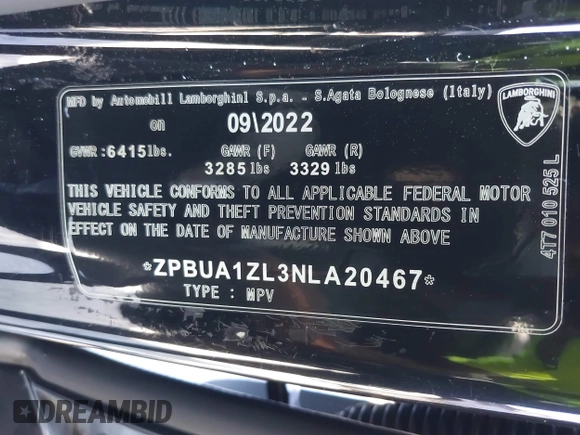 MFD by Automobili Lamborghini S.p.a. - S.Agata Bolognese (Italy)
on 09\2022
GVWR :6415lbs. GAWR (F) GAWR (R)
3285lbs 3329lbs
THIS VEHICLE CONFORMS TO ALL APPLICABLE FEDERAL MOTOR
VEHICLE SAFETY AND THEFT PREVENTION STANDARDS IN
EFFECT ON THE DATE OF MANUFACTURE SHOWN ABOVE
*ZPBUA1ZL3NLA20467*
TYPE : MPV
LAMBORGHINI
4T7 010 525 L
DREAMBID